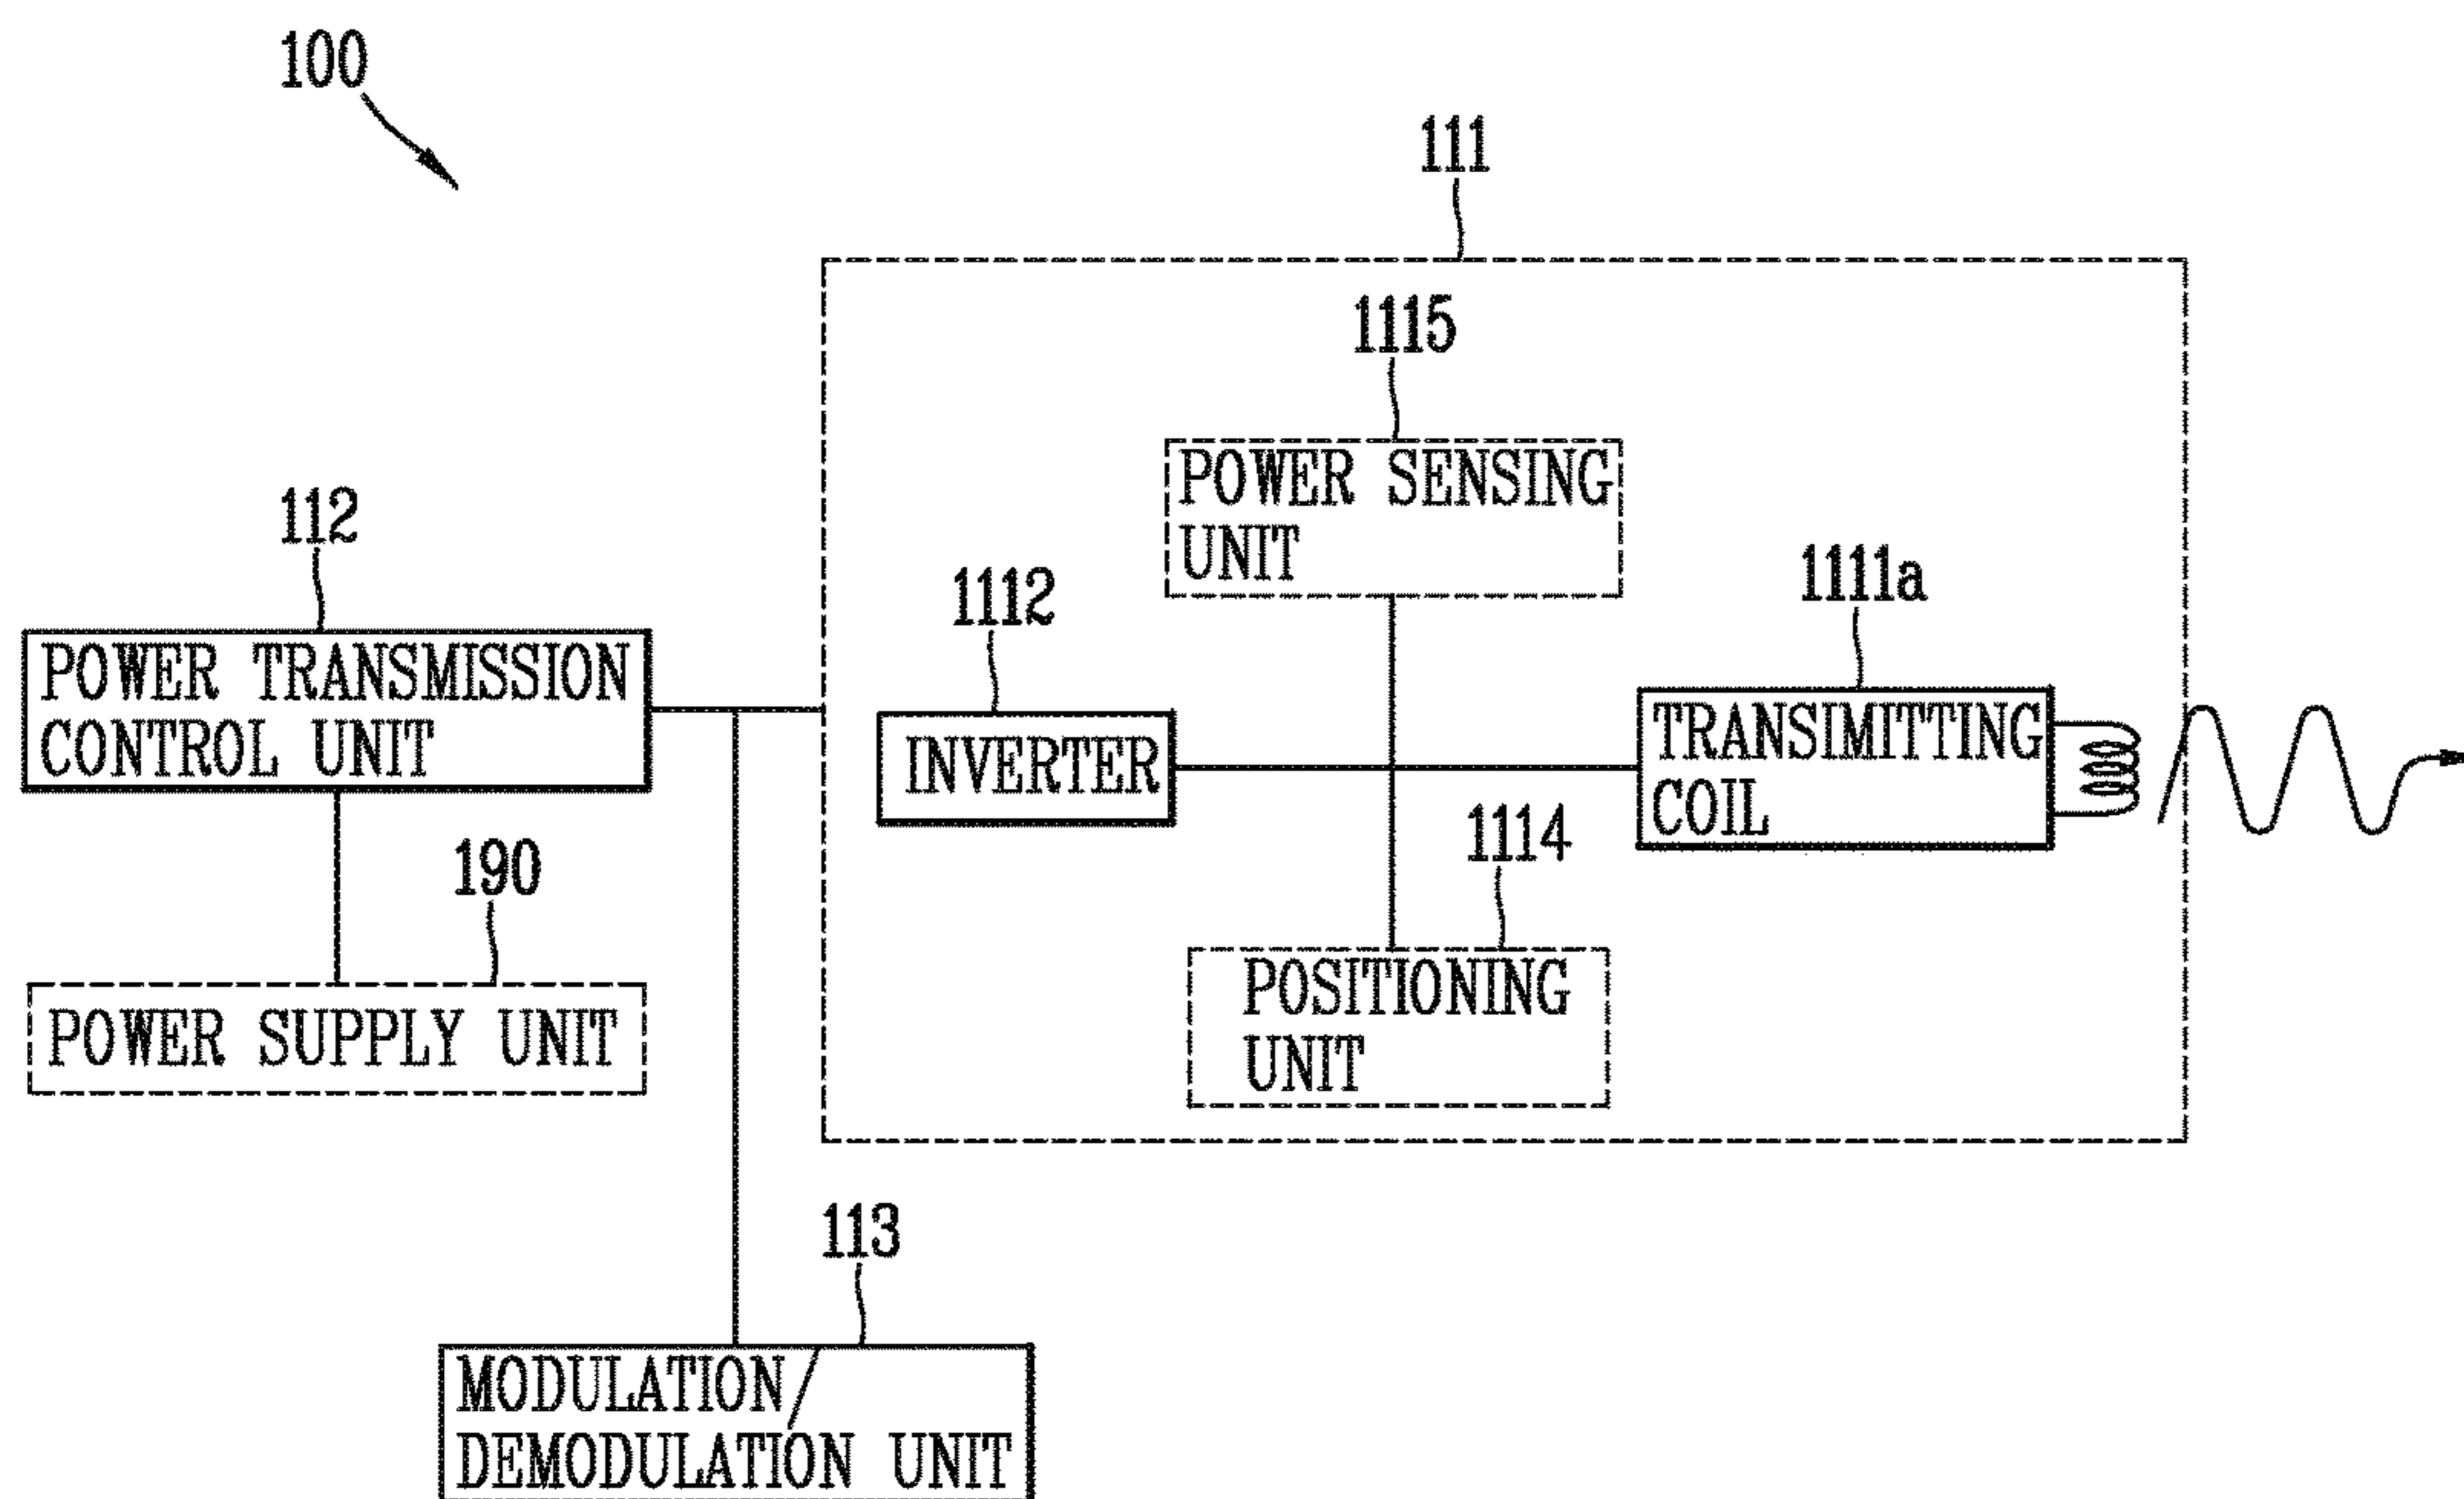 100
111
1115
POWER SENSING
UNIT
112
POWER TRANSMISSION
CONTROL UNIT
1112
INVERTER
1111a
TRANSIMITTING
COIL
190
POWER SUPPLY UNIT
1114
POSITIONING
UNIT
113
MODULATION/
DEMODULATION UNIT